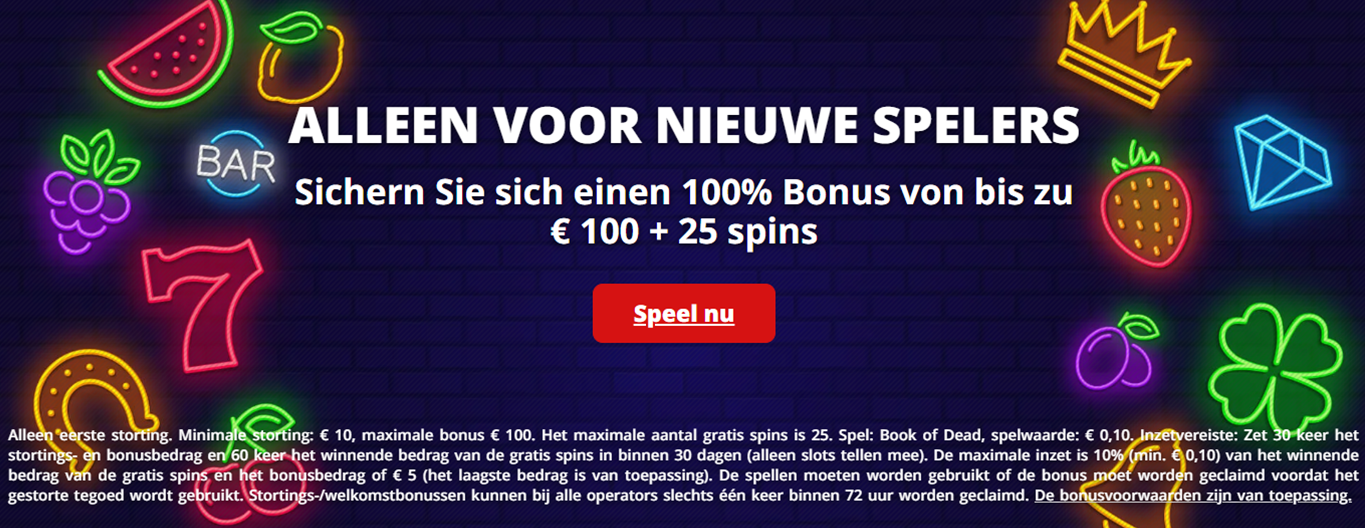 ALLEEN VOOR NIEUWE SPELERS
BAR
Sichern Sie sich einen 100% Bonus von bis zu
€ 100 + 25 spins
Speel nu
Alleen eerste storting. Minimale storting: € 10, maximale bonus € 100. Het maximale aantal gratis spins is 25. Spel: Book of Dead, spelwaarde: € 0,10. Inzetvereiste: Zet 30 keer het
stortings- en bonusbedrag en 60 keer het winnende bedrag van de gratis spins in binnen 30 dagen (alleen slots tellen mee). De maximale inzet is 10% (min. € 0,10) van het winnende
bedrag van de gratis spins en het bonusbedrag of € 5 (het laagste bedrag is van toepassing). De spellen moeten worden gebruikt of de bonus moet worden geclaimd voordat het
gestorte tegoed wordt gebruikt. Stortings-/welkomstbonussen kunnen bij alle operators slechts één keer binnen 72 uur worden geclaimd. De bonusvoorwaarden zijn van toepassing.